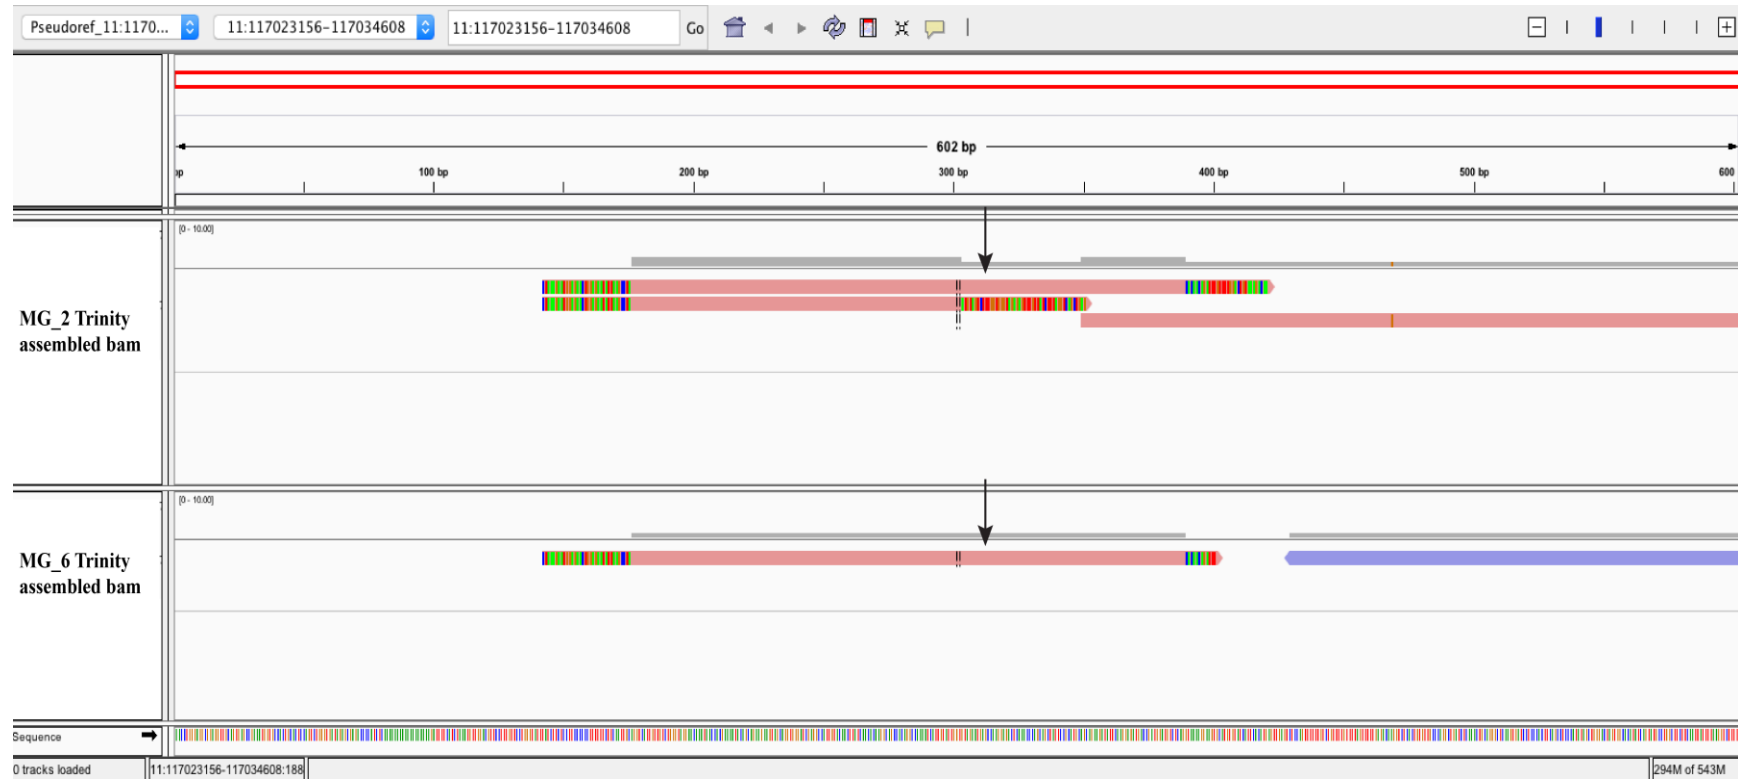 Pseudoref_11:1170... 11:117023156-117034608 11:117023156-117034608 Go
602 bp
100 bp 200 bp 300 bp 400 bp 500 bp 600
[0 - 10.00]
MG_2 Trinity
assembled bam
[0 - 10.00]
MG_6 Trinity
assembled bam
Sequence
0 tracks loaded 11:117023156-117034608:188 294M of 543M